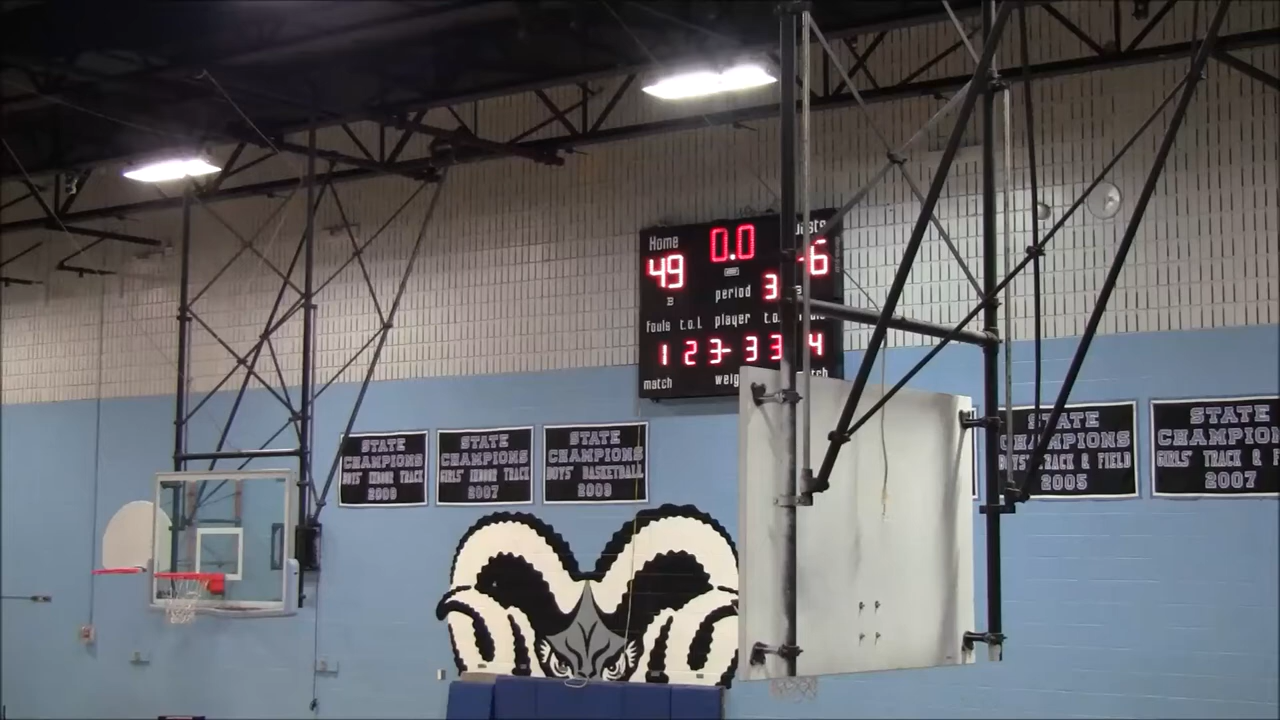 Home
0.0
49
6
period 3
fouls t.o.l. player t.o.
1 2 3- 3 3 4
match
STATE
CHAMPIONS
BOYS' INDOOR TRACK
STATE
CHAMPIONS
GIRLS' INDOOR TRACK
2007
STATE
CHAMPIONS
BOYS' BASKETBALL
2009
STATE
CHAMPIONS
BOYS' TRACK & FIELD
2005
STATE
CHAMPION
GIRLS' TRACK & F
2007